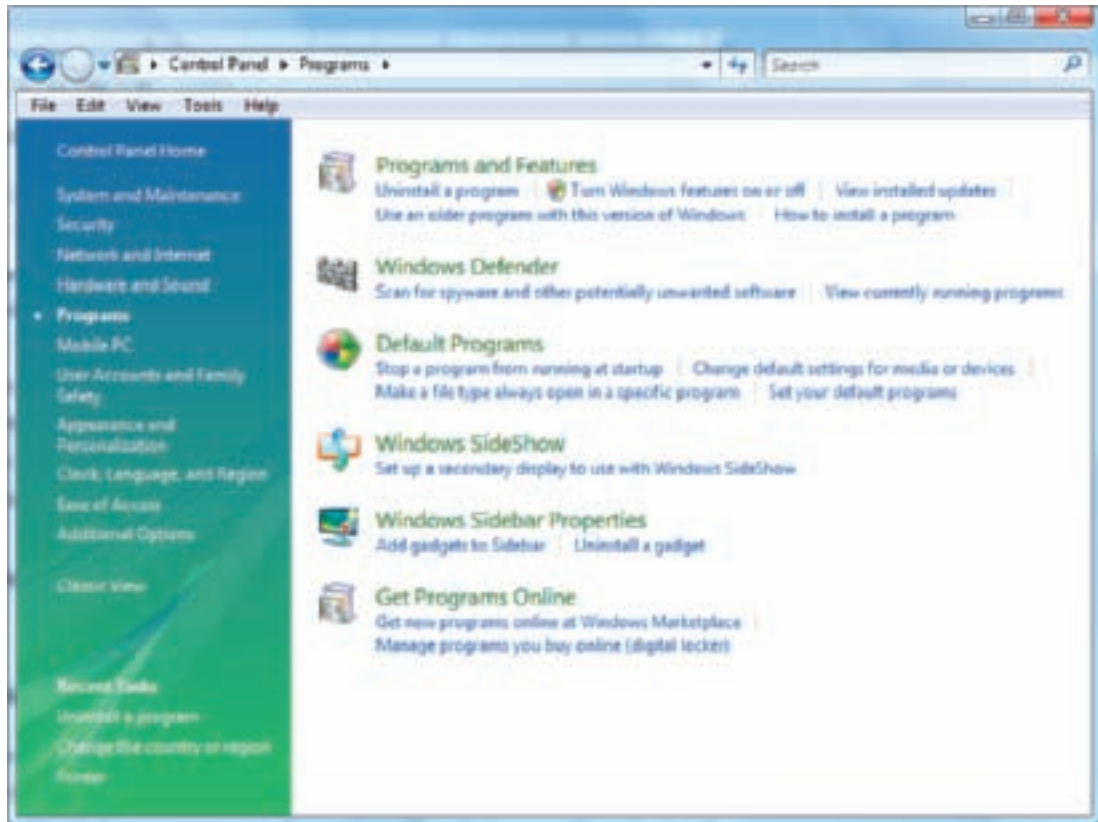 Control Panel Programs Search
File Edit View Tools Help
Control Panel Home
System and Maintenance
Security
Network and Internet
Hardware and Sound
Programs
Mobile PC
User Accounts and Family
Safety
Appearance and
Personalization
Clock, Language, and Region
Ease of Access
Additional Options
Classic View
Recent Tasks
Uninstall a program
Change the country or region
Printer
Programs and Features
Uninstall a program Turn Windows features on or off View installed updates
Use an older program with this version of Windows How to install a program
Windows Defender
Scan for spyware and other potentially unwanted software View currently running programs
Default Programs
Stop a program from running at startup Change default settings for media or devices
Make a file type always open in a specific program Set your default programs
Windows SideShow
Set up a secondary display to use with Windows SideShow
Windows Sidebar Properties
Add gadgets to Sidebar Uninstall a gadget
Get Programs Online
Get new programs online at Windows Marketplace
Manage programs you buy online (digital locker)